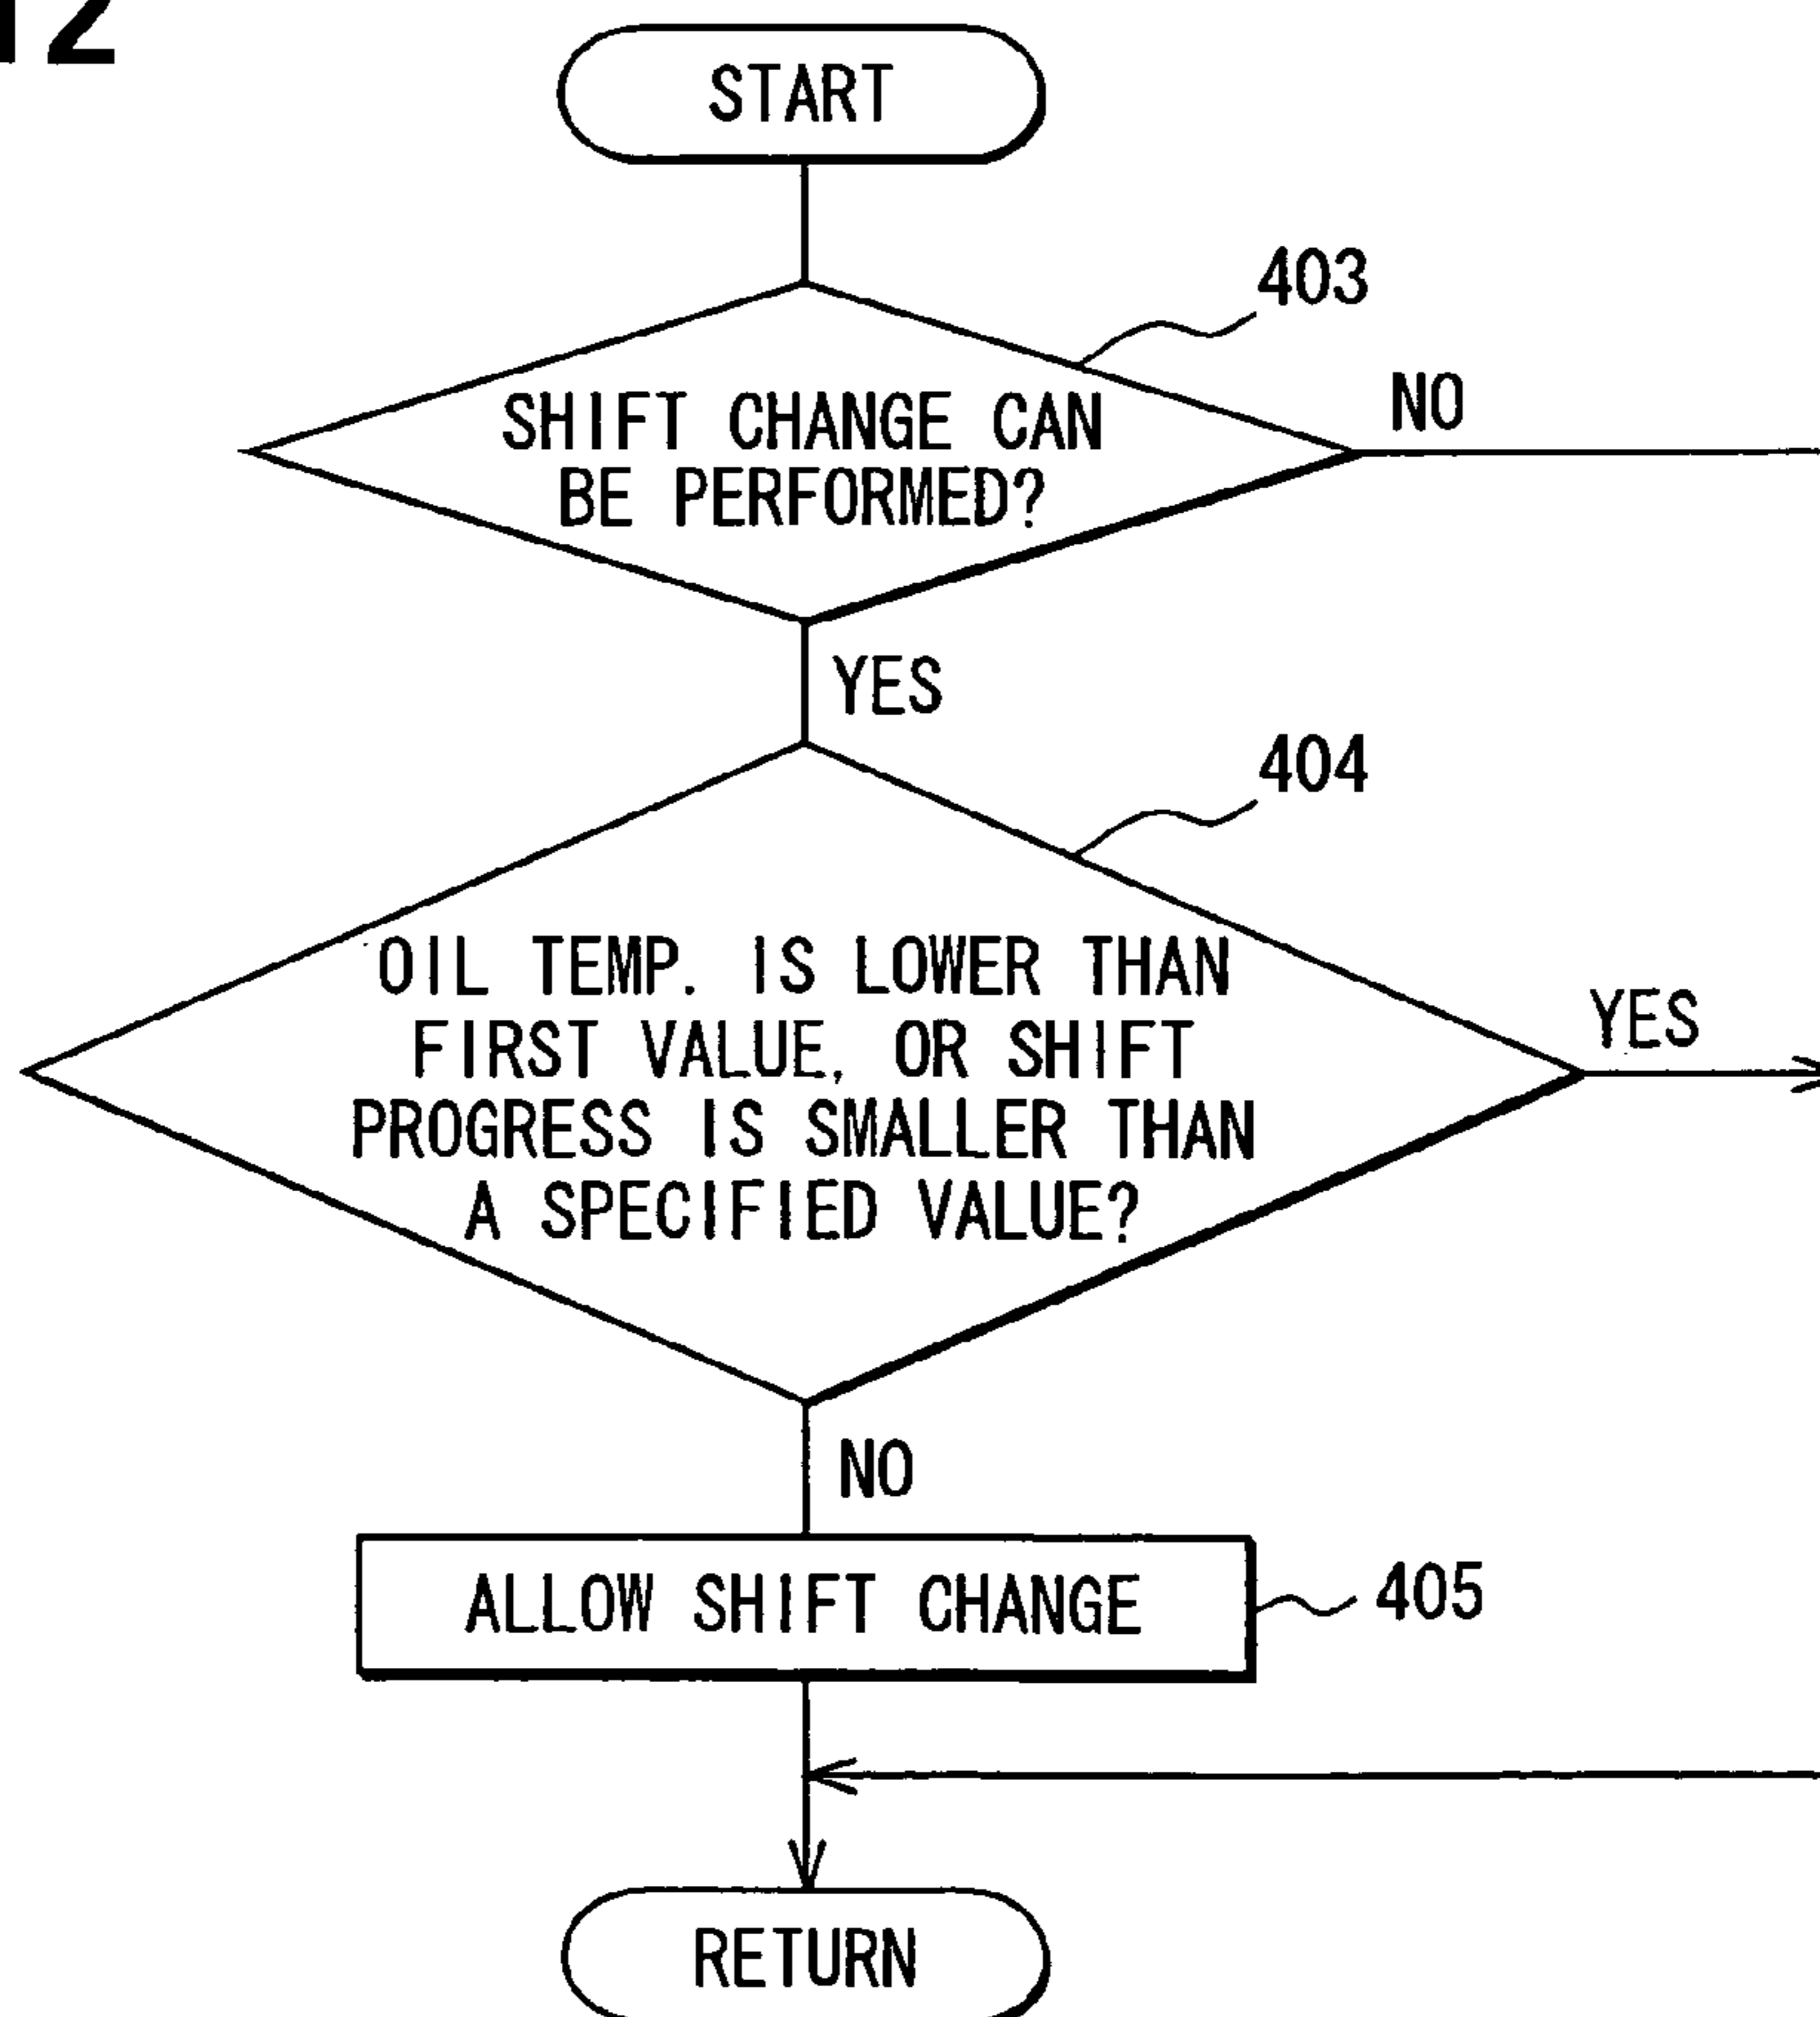 12
START
403
SHIFT CHANGE CAN
BE PERFORMED?
NO
YES
404
OIL TEMP. IS LOWER THAN
FIRST VALUE, OR SHIFT
PROGRESS IS SMALLER THAN
A SPECIFIED VALUE?
YES
NO
ALLOW SHIFT CHANGE
405
RETURN